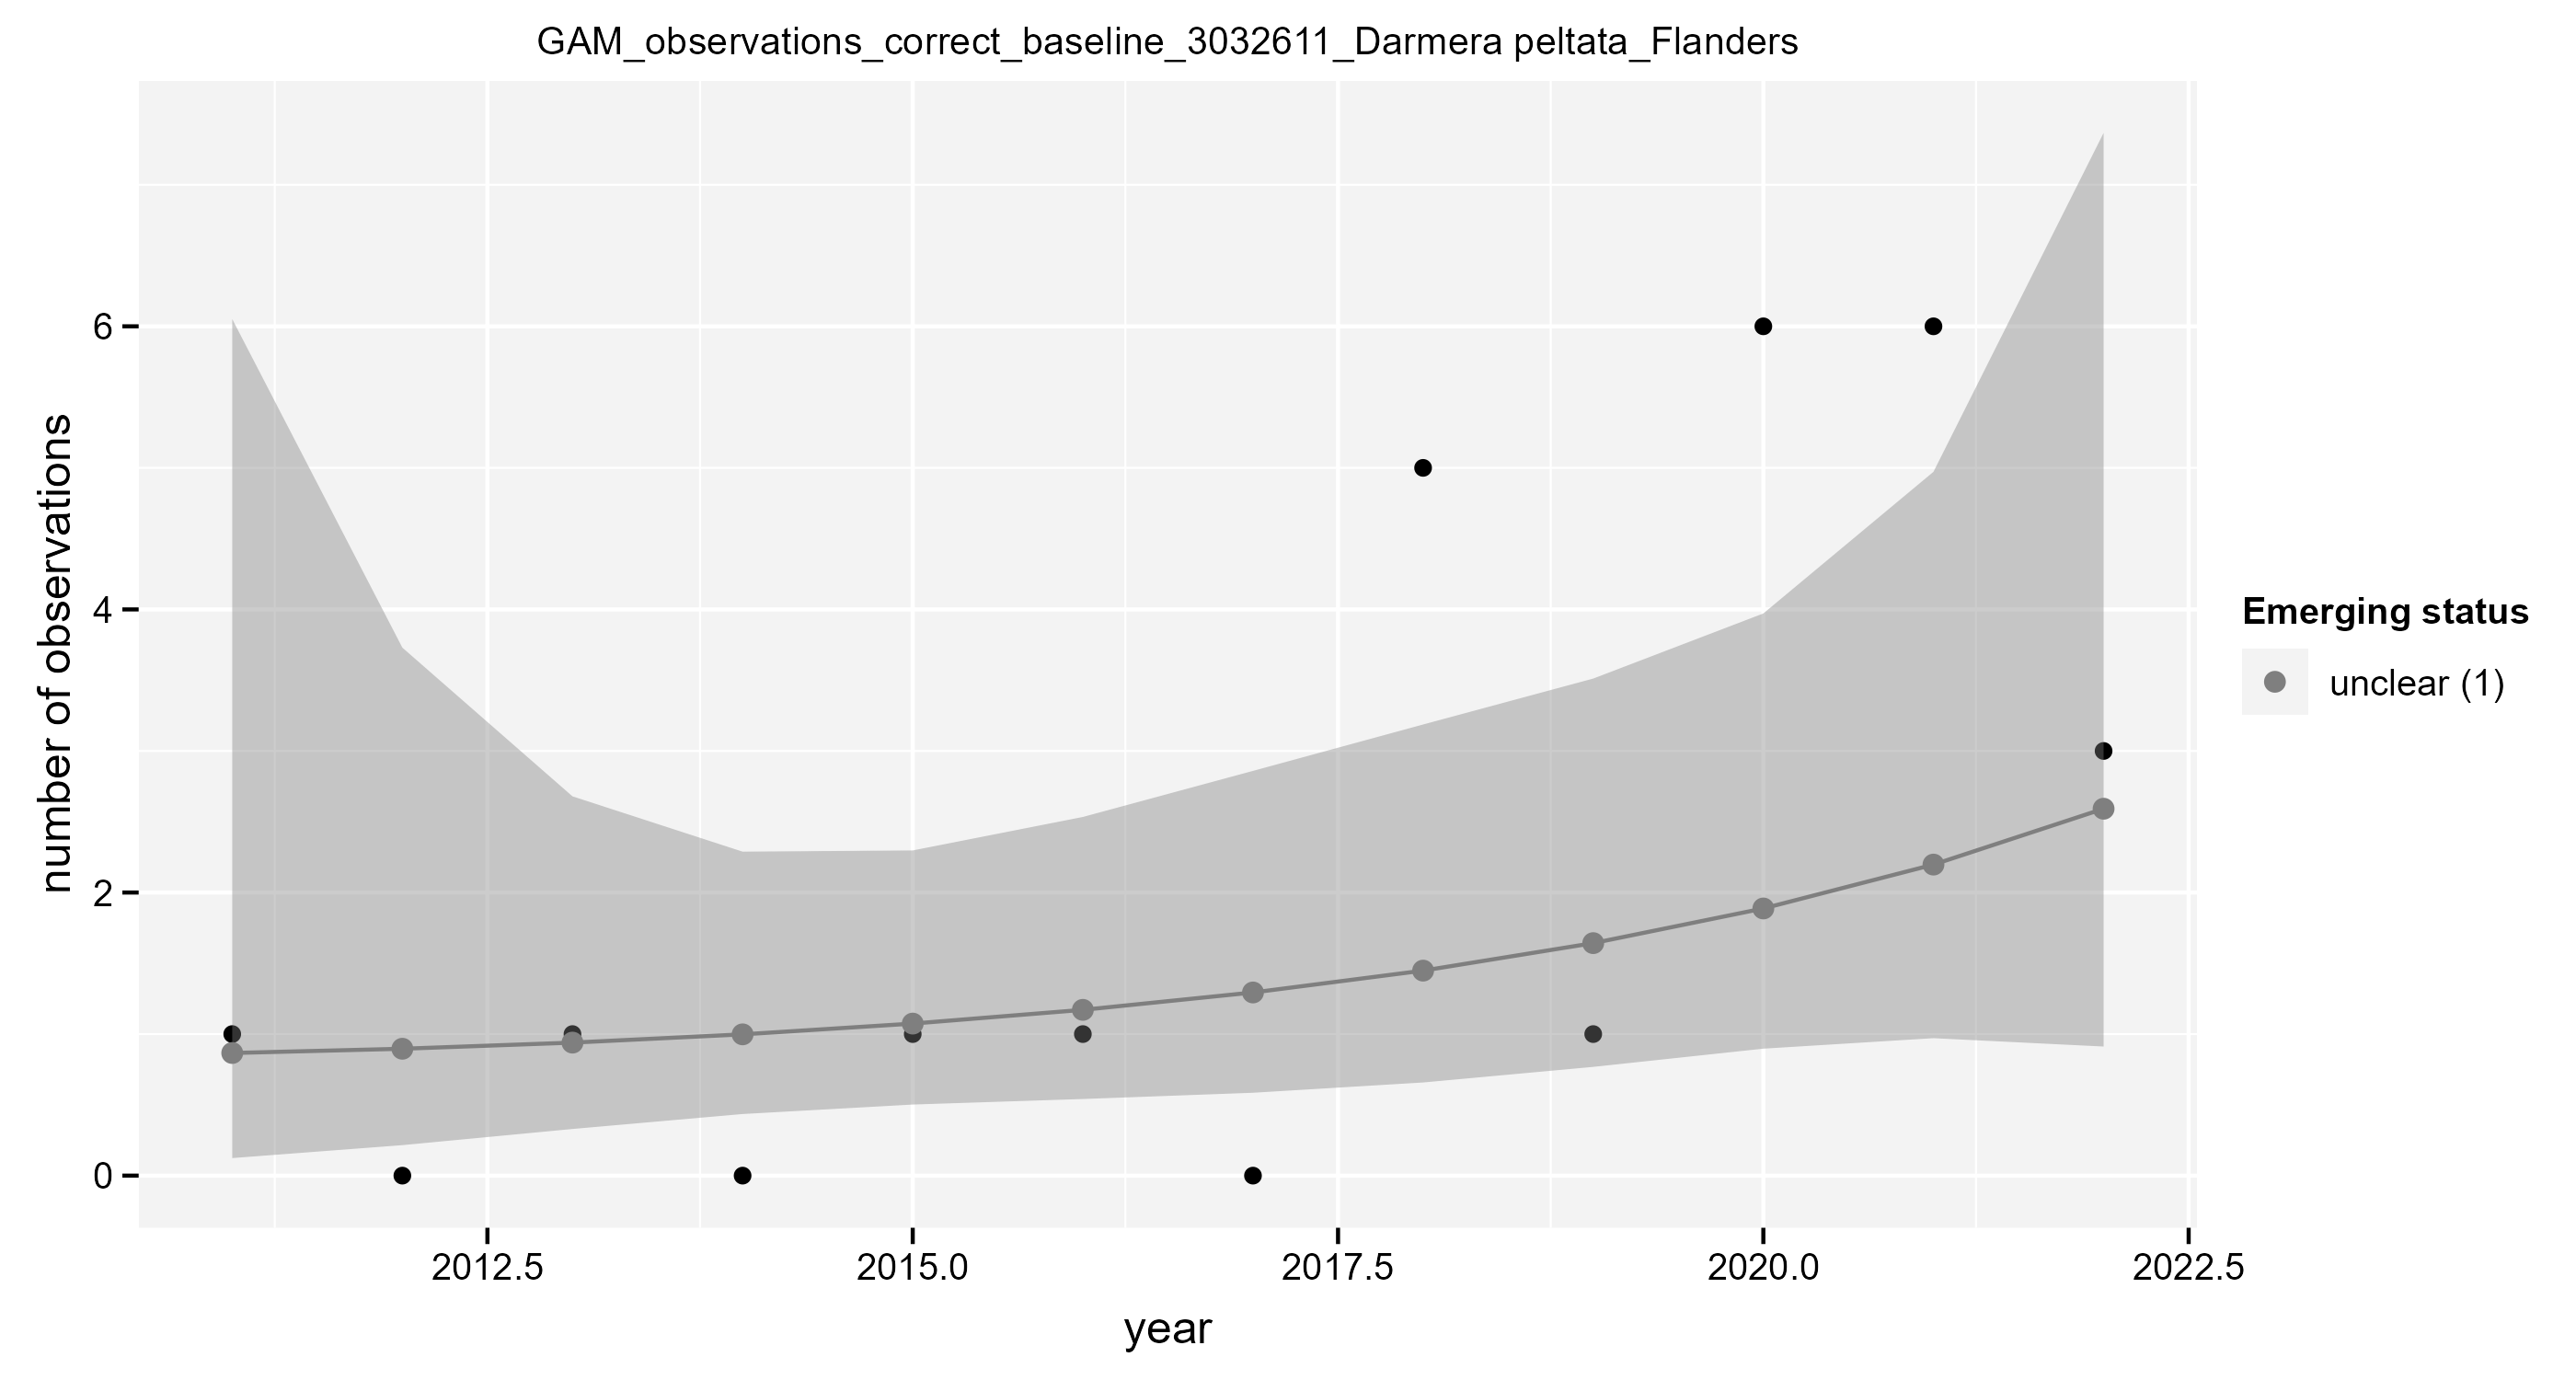 GAM_observations_correct_baseline_3032611_Darmera peltata_Flanders
number of observations
6
4
2
0
2012.5
2015.0
2017.5
2020.0
2022.5
year
Emerging status
unclear (1)